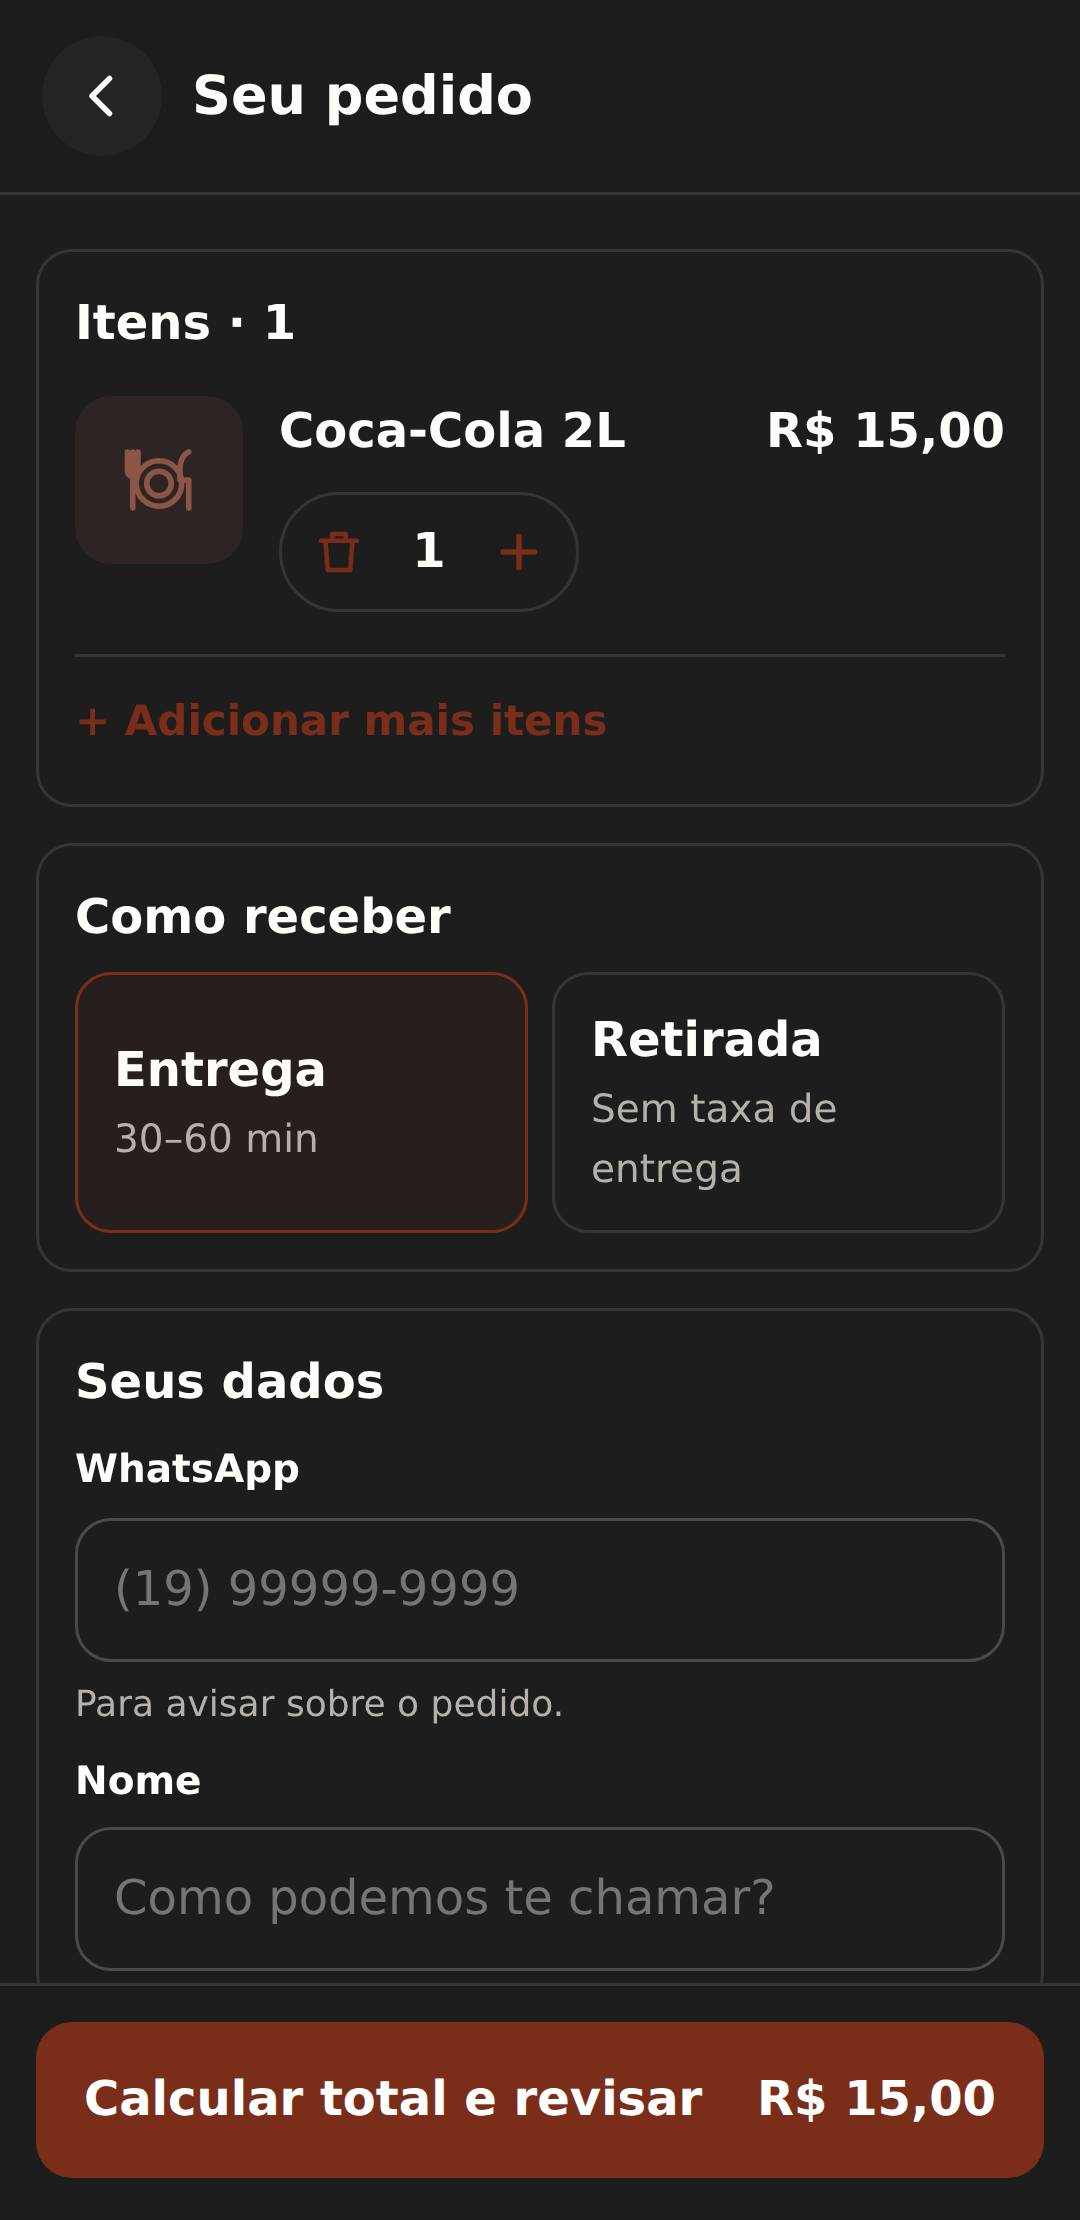 Seu pedido
Itens · 1
Coca-Cola 2L R$ 15,00
1 +
+ Adicionar mais itens
Como receber
Entrega
30–60 min
Retirada
Sem taxa de
entrega
Seus dados
WhatsApp
(19) 99999-9999
Para avisar sobre o pedido.
Nome
Como podemos te chamar?
Calcular total e revisar R$ 15,00